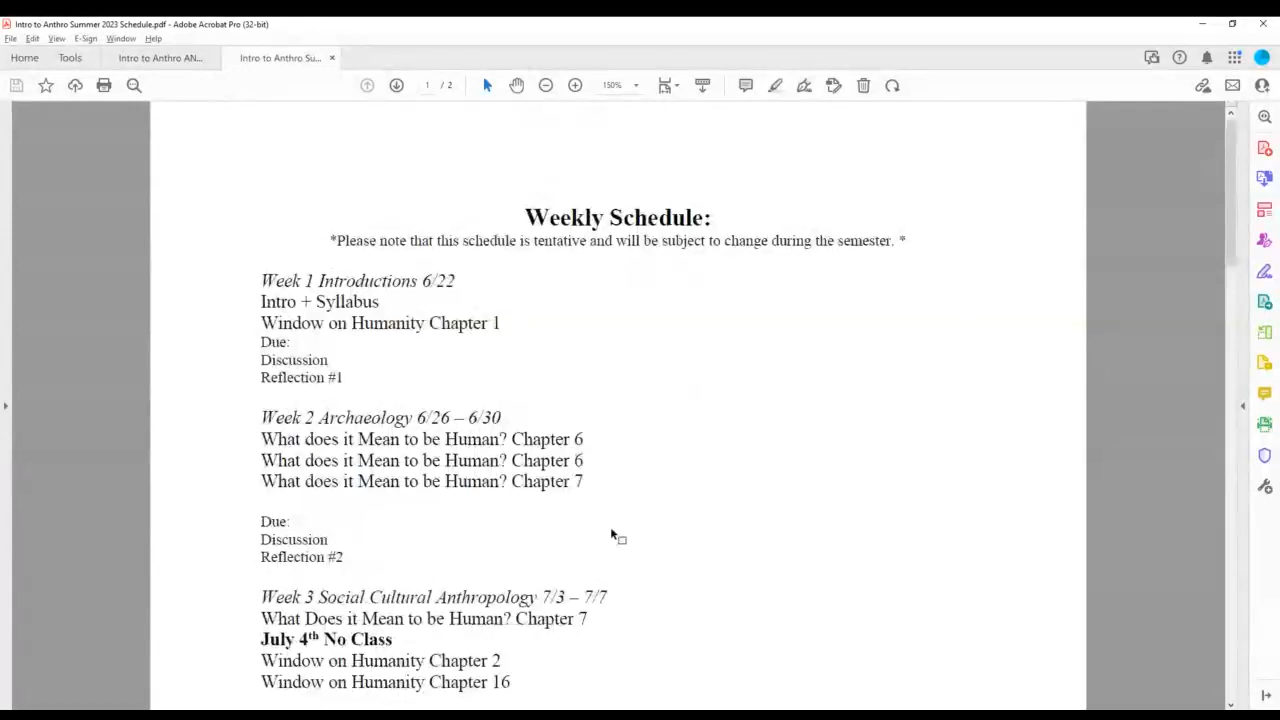 Intro to Anthro Summer 2023 Schedule.pdf - Adobe Acrobat Pro (32-bit)
File Edit View E-Sign Window Help
Home Tools Intro to Anthro AN... Intro to Anthro Su... ×
1 / 2 150%
Weekly Schedule:
*Please note that this schedule is tentative and will be subject to change during the semester. *
Week 1 Introductions 6/22
Intro + Syllabus
Window on Humanity Chapter 1
Due:
Discussion
Reflection #1
Week 2 Archaeology 6/26 – 6/30
What does it Mean to be Human? Chapter 6
What does it Mean to be Human? Chapter 6
What does it Mean to be Human? Chapter 7
Due:
Discussion
Reflection #2
Week 3 Social Cultural Anthropology 7/3 – 7/7
What Does it Mean to be Human? Chapter 7
July 4th No Class
Window on Humanity Chapter 2
Window on Humanity Chapter 16